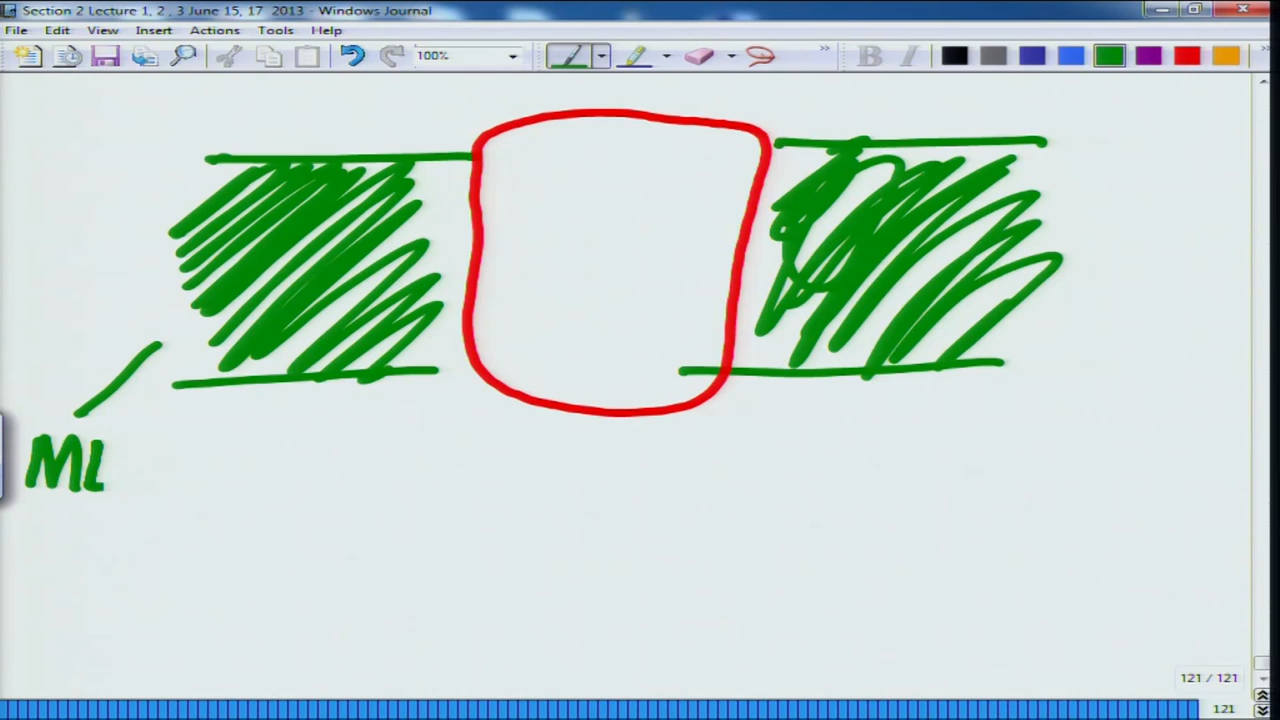 Section 2 Lecture 1, 2 , 3 June 15, 17 2013 - Windows Journal
File Edit View Insert Actions Tools Help
100%
B I
ML
121 / 121
121